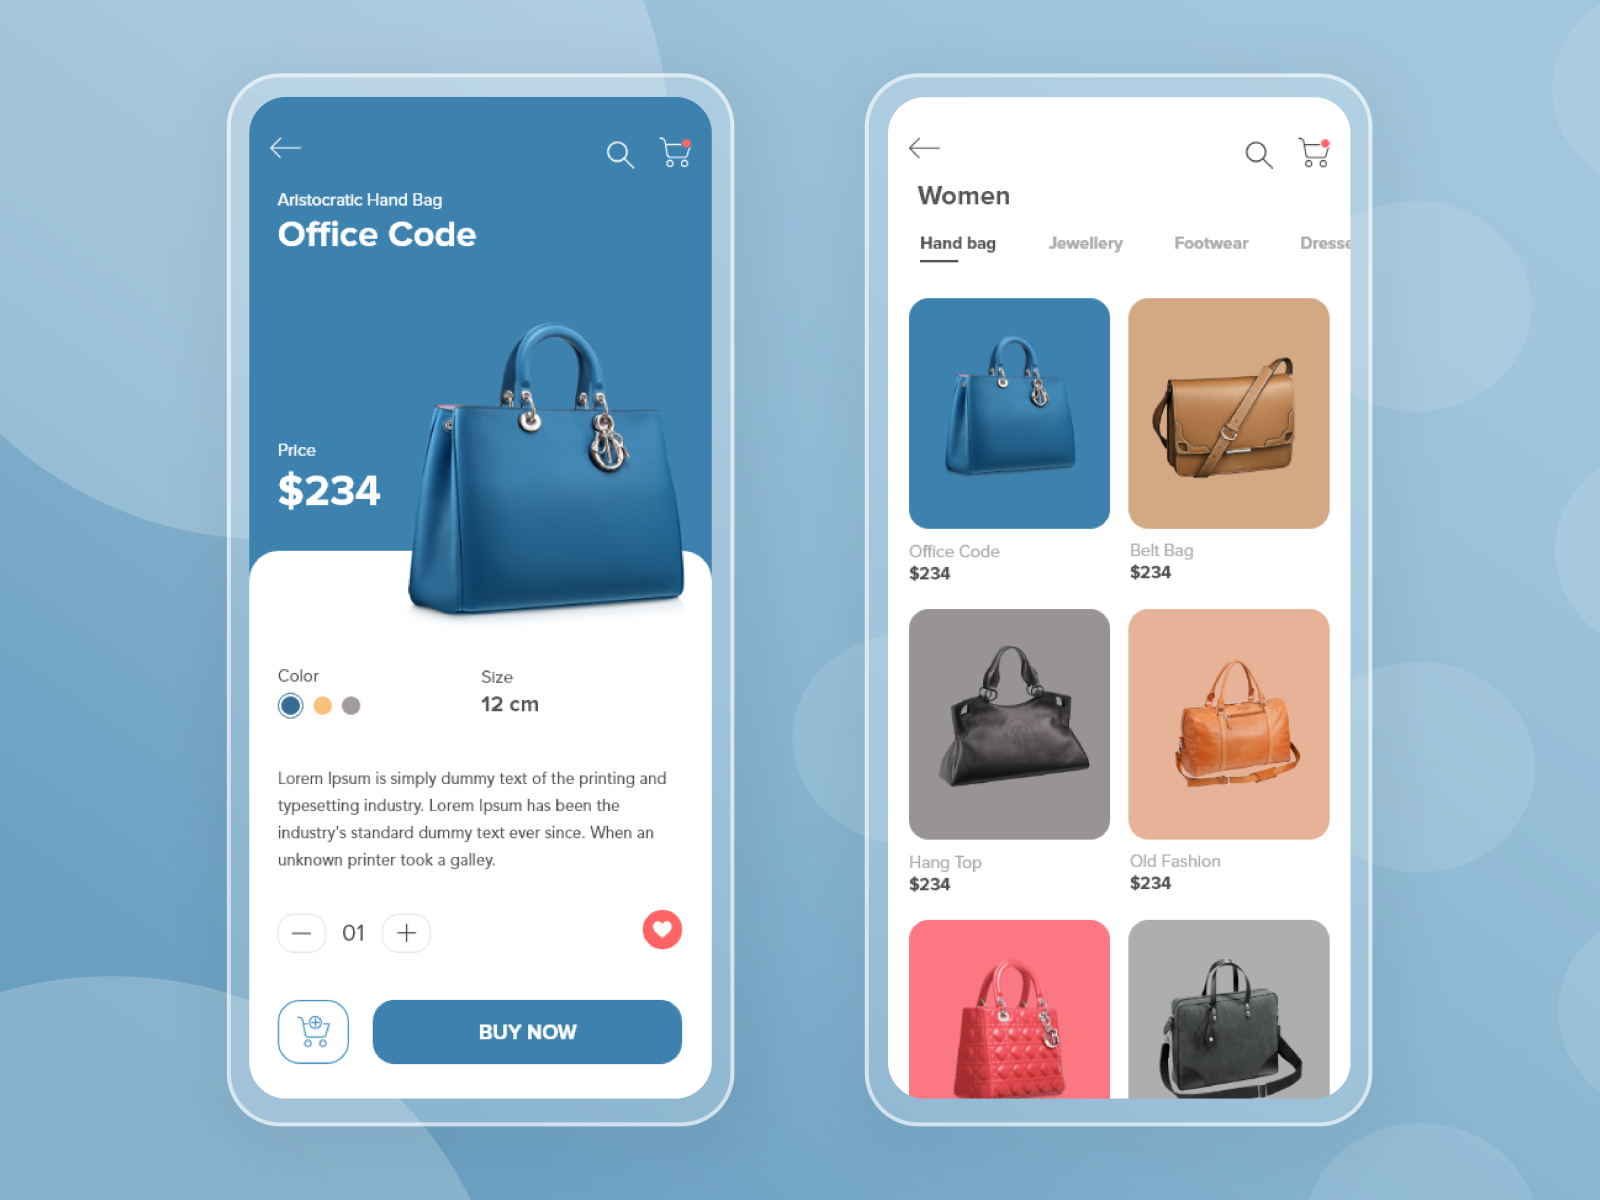 Aristocratic Hand Bag
Office Code
Price
$234
Color
Size
12 cm
Lorem Ipsum is simply dummy text of the printing and
typesetting industry. Lorem Ipsum has been the
industry's standard dummy text ever since. When an
unknown printer took a galley.
01
BUY NOW
Women
Hand bag Jewellery Footwear Dresse
Office Code
$234
Belt Bag
$234
Hang Top
$234
Old Fashion
$234